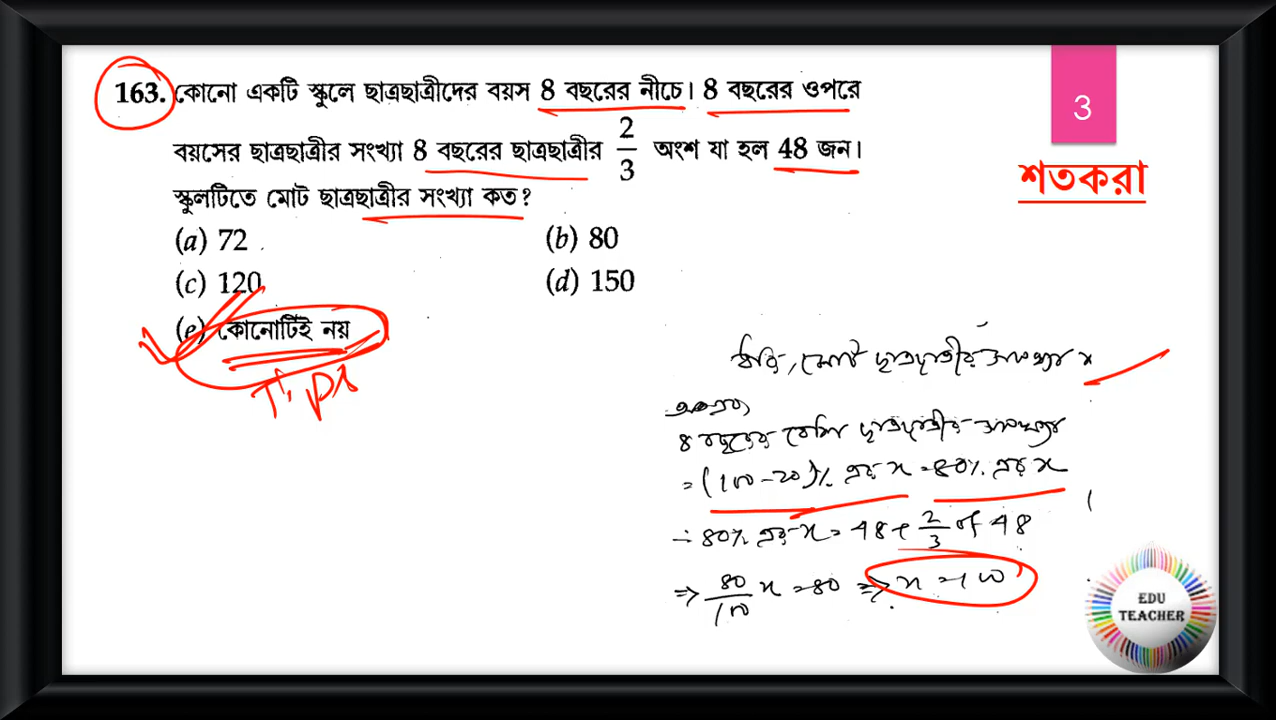 163. কোনো একটি স্কুলে ছাত্রছাত্রীদের বয়স 8 বছরের নীচে। 8 বছরের ওপরে
বয়সের ছাত্রছাত্রীর সংখ্যা 8 বছরের ছাত্রছাত্রীর 2/3 অংশ যা হল 48 জন।
স্কুলটিতে মোট ছাত্রছাত্রীর সংখ্যা কত?
(a) 72
(b) 80
(c) 120
(d) 150
(e) কোনোটিই নয়
3
শতকরা
ধরি, মোট ছাত্রছাত্রীর সংখ্যা x
8 বছরের বেশি ছাত্রছাত্রীর সংখ্যা
= (100 - 20)% এর x = 80% এর x
∴ 80% এর x = 48 + 2/3 of 48
⇒ 80/100 x = 80 ⇒ x = 100
EDU
TEACHER